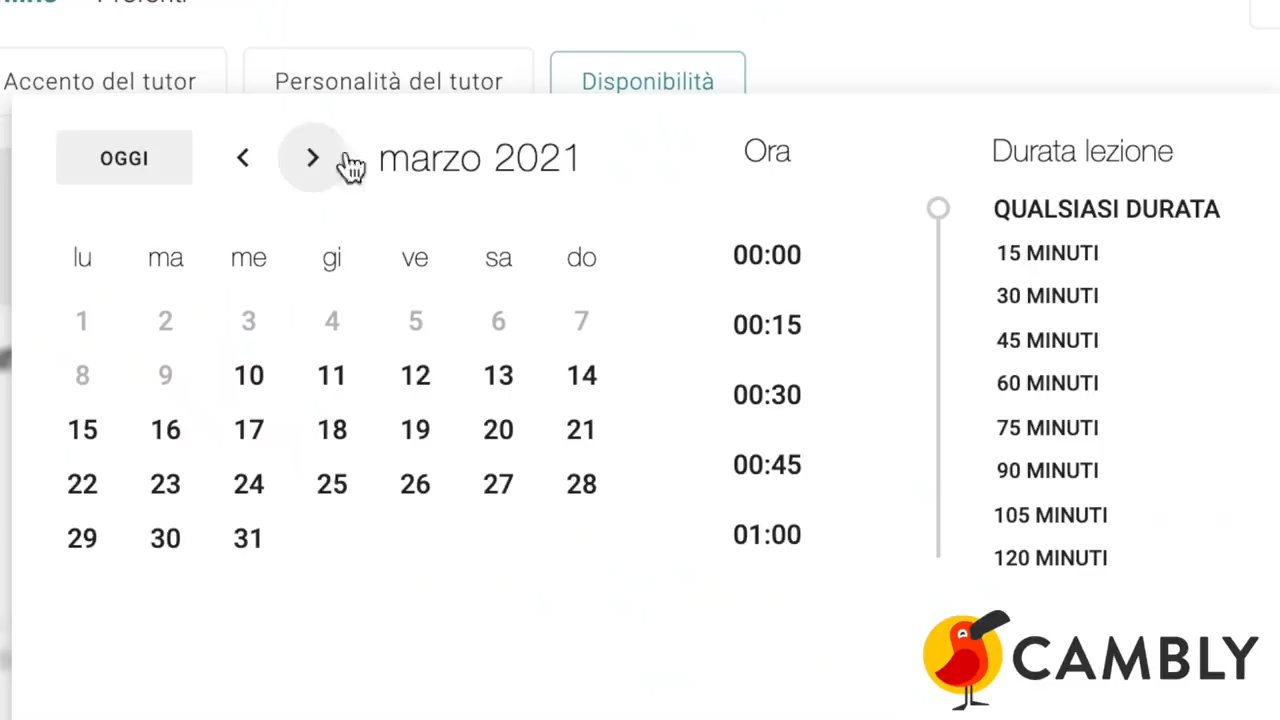 Accento del tutor
Personalità del tutor
Disponibilità
OGGI
marzo 2021
lu ma me gi ve sa do
1 2 3 4 5 6 7
8 9 10 11 12 13 14
15 16 17 18 19 20 21
22 23 24 25 26 27 28
29 30 31
Ora
00:00
00:15
00:30
00:45
01:00
Durata lezione
QUALSIASI DURATA
15 MINUTI
30 MINUTI
45 MINUTI
60 MINUTI
75 MINUTI
90 MINUTI
105 MINUTI
120 MINUTI
CAMBLY